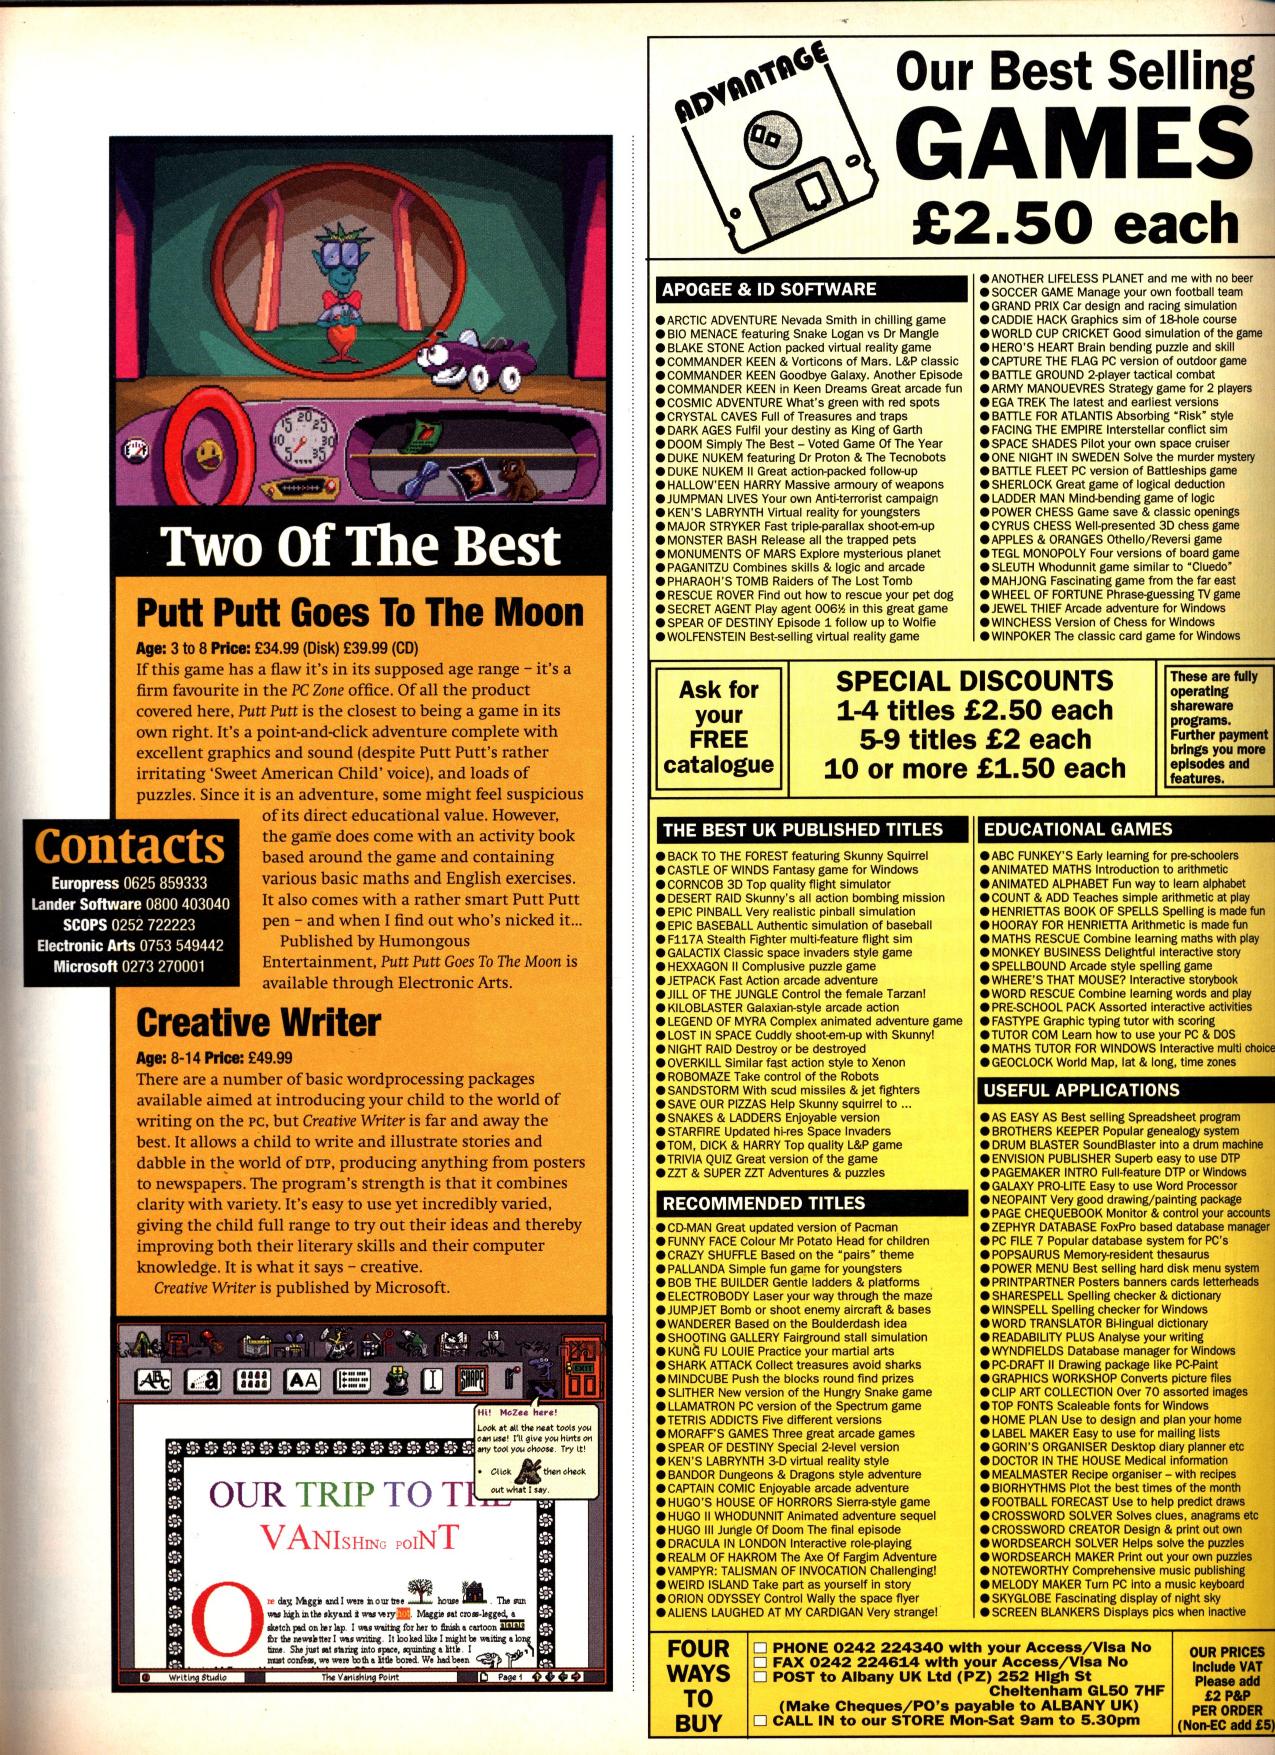 Two Of The Best
Putt Putt Goes To The Moon
Age: 3 to 8 Price: £34.99 (Disk) £39.99 (CD)
If this game has a flaw it's in its supposed age range – it's a
firm favourite in the PC Zone office. Of all the product
covered here, Putt Putt is the closest to being a game in its
own right. It's a point-and-click adventure complete with
excellent graphics and sound (despite Putt Putt's rather
irritating 'Sweet American Child' voice), and loads of
puzzles. Since it is an adventure, some might feel suspicious
of its direct educational value. However,
the game does come with an activity book
based around the game and containing
various basic maths and English exercises.
It also comes with a rather smart Putt Putt
pen – and when I find out who's nicked it...
Published by Humongous
Entertainment, Putt Putt Goes To The Moon is
available through Electronic Arts.
Contacts
Europress 0625 859333
Lander Software 0800 403040
SCOPS 0252 722223
Electronic Arts 0753 549442
Microsoft 0273 270001
Creative Writer
Age: 8-14 Price: £49.99
There are a number of basic wordprocessing packages
available aimed at introducing your child to the world of
writing on the PC, but Creative Writer is far and away the
best. It allows a child to write and illustrate stories and
dabble in the world of DTP, producing anything from posters
to newspapers. The program's strength is that it combines
clarity with variety. It's easy to use yet incredibly varied,
giving the child full range to try out their ideas and thereby
improving both their literary skills and their computer
knowledge. It is what it says – creative.
Creative Writer is published by Microsoft.
EXIT
ABC
AA
SHAPE
Hi! McZee here!
Look at all the neat tools you
can use! I'll give you hints on
any tool you choose. Try it!
• Click then check
out what I say.
OUR TRIP TO THE
VANISHING POINT
One day, Maggie and I were in our tree house. The sun
was high in the sky and it was very hot. Maggie sat cross-legged, a
sketch pad on her lap. I was waiting for her to finish a cartoon
for the newsletter I was writing. It looked like I might be waiting a long
time. She just sat staring into space, squinting a little. I
must confess, we were both a little bored. We had been
Writing Studio The Vanishing Point Page 1
ADVANTAGE
Our Best Selling
GAMES
£2.50 each
APOGEE & ID SOFTWARE
● ARCTIC ADVENTURE Nevada Smith in chilling game
● BIO MENACE featuring Snake Logan vs Dr Mangle
● BLAKE STONE Action packed virtual reality game
● COMMANDER KEEN & Vorticons of Mars. L&P classic
● COMMANDER KEEN Goodbye Galaxy. Another Episode
● COMMANDER KEEN in Keen Dreams Great arcade fun
● COSMIC ADVENTURE What's green with red spots
● CRYSTAL CAVES Full of Treasures and traps
● DARK AGES Fulfil your destiny as King of Garth
● DOOM Simply The Best – Voted Game Of The Year
● DUKE NUKEM featuring Dr Proton & The Tecnobots
● DUKE NUKEM II Great action-packed follow-up
● HALLOW'EEN HARRY Massive armoury of weapons
● JUMPMAN LIVES Your own Anti-terrorist campaign
● KEN'S LABRYNTH Virtual reality for youngsters
● MAJOR STRYKER Fast triple-parallax shoot-em-up
● MONSTER BASH Release all the trapped pets
● MONUMENTS OF MARS Explore mysterious planet
● PAGANITZU Combines skills & logic and arcade
● PHARAOH'S TOMB Raiders of The Lost Tomb
● RESCUE ROVER Find out how to rescue your pet dog
● SECRET AGENT Play agent 006½ in this great game
● SPEAR OF DESTINY Episode 1 follow up to Wolfie
● WOLFENSTEIN Best-selling virtual reality game
● ANOTHER LIFELESS PLANET and me with no beer
● SOCCER GAME Manage your own football team
● GRAND PRIX Car design and racing simulation
● CADDIE HACK Graphics sim of 18-hole course
● WORLD CUP CRICKET Good simulation of the game
● HERO'S HEART Brain bending puzzle and skill
● CAPTURE THE FLAG PC version of outdoor game
● BATTLE GROUND 2-player tactical combat
● ARMY MANOUEVRES Strategy game for 2 players
● EGA TREK The latest and earliest versions
● BATTLE FOR ATLANTIS Absorbing "Risk" style
● FACING THE EMPIRE Interstellar conflict sim
● SPACE SHADES Pilot your own space cruiser
● ONE NIGHT IN SWEDEN Solve the murder mystery
● BATTLE FLEET PC version of Battleships game
● SHERLOCK Great game of logical deduction
● LADDER MAN Mind-bending game of logic
● POWER CHESS Game save & classic openings
● CYRUS CHESS Well-presented 3D chess game
● APPLES & ORANGES Othello/Reversi game
● TEGL MONOPOLY Four versions of board game
● SLEUTH Whodunnit game similar to "Cluedo"
● MAHJONG Fascinating game from the far east
● WHEEL OF FORTUNE Phrase-guessing TV game
● JEWEL THIEF Arcade adventure for Windows
● WINCHESS Version of Chess for Windows
● WINPOKER The classic card game for Windows
Ask for
your
FREE
catalogue
SPECIAL DISCOUNTS
1-4 titles £2.50 each
5-9 titles £2 each
10 or more £1.50 each
These are fully
operating
shareware
programs.
Further payment
brings you more
episodes and
features.
THE BEST UK PUBLISHED TITLES
● BACK TO THE FOREST featuring Skunny Squirrel
● CASTLE OF WINDS Fantasy game for Windows
● CORNCOB 3D Top quality flight simulator
● DESERT RAID Skunny's all action bombing mission
● EPIC PINBALL Very realistic pinball simulation
● EPIC BASEBALL Authentic simulation of baseball
● F117A Stealth Fighter multi-feature flight sim
● GALACTIX Classic space invaders style game
● HEXXAGON II Complusive puzzle game
● JETPACK Fast Action arcade adventure
● JILL OF THE JUNGLE Control the female Tarzan!
● KILOBLASTER Galaxian-style arcade action
● LEGEND OF MYRA Complex animated adventure game
● LOST IN SPACE Cuddly shoot-em-up with Skunny!
● NIGHT RAID Destroy or be destroyed
● OVERKILL Similar fast action style to Xenon
● ROBOMAZE Take control of the Robots
● SANDSTORM With scud missiles & jet fighters
● SAVE OUR PIZZAS Help Skunny squirrel to ...
● SNAKES & LADDERS Enjoyable version
● STARFIRE Updated hi-res Space Invaders
● TOM, DICK & HARRY Top quality L&P game
● TRIVIA QUIZ Great version of the game
● ZZT & SUPER ZZT Adventures & puzzles
RECOMMENDED TITLES
● CD-MAN Great updated version of Pacman
● FUNNY FACE Colour Mr Potato Head for children
● CRAZY SHUFFLE Based on the "pairs" theme
● PALLANDA Simple fun game for youngsters
● BOB THE BUILDER Gentle ladders & platforms
● ELECTROBODY Laser your way through the maze
● JUMPJET Bomb or shoot enemy aircraft & bases
● WANDERER Based on the Boulderdash idea
● SHOOTING GALLERY Fairground stall simulation
● KUNG FU LOUIE Practice your martial arts
● SHARK ATTACK Collect treasures avoid sharks
● MINDCUBE Push the blocks round find prizes
● SLITHER New version of the Hungry Snake game
● LLAMATRON PC version of the Spectrum game
● TETRIS ADDICTS Five different versions
● MORAFF'S GAMES Three great arcade games
● SPEAR OF DESTINY Special 2-level version
● KEN'S LABYRINTH 3-D virtual reality style
● BANDOR Dungeons & Dragons style adventure
● CAPTAIN COMIC Enjoyable arcade adventure
● HUGO'S HOUSE OF HORRORS Sierra-style game
● HUGO II WHODUNNIT Animated adventure sequel
● HUGO III Jungle Of Doom The final episode
● DRACULA IN LONDON Interactive role-playing
● REALM OF HAKROM The Axe Of Fargim Adventure
● VAMPYR: TALISMAN OF INVOCATION Challenging!
● WEIRD ISLAND Take part as yourself in story
● ORION ODYSSEY Control Wally the space flyer
● ALIENS LAUGHED AT MY CARDIGAN Very strange!
EDUCATIONAL GAMES
● ABC FUNKEY'S Early learning for pre-schoolers
● ANIMATED MATHS Introduction to arithmetic
● ANIMATED ALPHABET Fun way to learn alphabet
● COUNT & ADD Teaches simple arithmetic at play
● HENRIETTAS BOOK OF SPELLS Spelling is made fun
● HOORAY FOR HENRIETTA Arithmetic is made fun
● MATHS RESCUE Combine learning maths with play
● MONKEY BUSINESS Delightful interactive story
● SPELLBOUND Arcade style spelling game
● WHERE'S THAT MOUSE? Interactive storybook
● WORD RESCUE Combine learning words and play
● PRE-SCHOOL PACK Assorted interactive activities
● FASTYPE Graphic typing tutor with scoring
● TUTOR COM Learn how to use your PC & DOS
● MATHS TUTOR FOR WINDOWS Interactive multi choice
● GEOCLOCK World Map, lat & long, time zones
USEFUL APPLICATIONS
● AS EASY AS Best selling Spreadsheet program
● BROTHERS KEEPER Popular genealogy system
● DRUM BLASTER SoundBlaster into a drum machine
● ENVISION PUBLISHER Superb easy to use DTP
● PAGEMAKER INTRO Full-feature DTP or Windows
● GALAXY PRO-LITE Easy to use Word Processor
● NEOPAINT Very good drawing/painting package
● PAGE CHEQUEBOOK Monitor & control your accounts
● ZEPHYR DATABASE FoxPro based database manager
● PC FILE 7 Popular database system for PC's
● POPSAURUS Memory-resident thesaurus
● POWER MENU Best selling hard disk menu system
● PRINTPARTNER Posters banners cards letterheads
● SHARESPELL Spelling checker & dictionary
● WINSPELL Spelling checker for Windows
● WORD TRANSLATOR Bi-lingual dictionary
● READABILITY PLUS Analyse your writing
● WYNDFIELDS Database manager for Windows
● PC-DRAFT II Drawing package like PC-Paint
● GRAPHICS WORKSHOP Converts picture files
● CLIP ART COLLECTION Over 70 assorted images
● TOP FONTS Scaleable fonts for Windows
● HOME PLAN Use to design and plan your home
● LABEL MAKER Easy to use for mailing lists
● GORIN'S ORGANISER Desktop diary planner etc
● DOCTOR IN THE HOUSE Medical information
● MEALMASTER Recipe organiser – with recipes
● BIORHYTHMS Plot the best times of the month
● FOOTBALL FORECAST Use to help predict draws
● CROSSWORD SOLVER Solves clues, anagrams etc
● CROSSWORD CREATOR Design & print out own
● WORDSEARCH SOLVER Helps solve the puzzles
● WORDSEARCH MAKER Print out your own puzzles
● NOTEWORTHY Comprehensive music publishing
● MELODY MAKER Turn PC into a music keyboard
● SKYGLOBE Fascinating display of night sky
● SCREEN BLANKERS Displays pics when inactive
FOUR
WAYS
TO
BUY
PHONE 0242 224340 with your Access/Visa No
FAX 0242 224614 with your Access/Visa No
POST to Albany UK Ltd (PZ) 252 High St
Cheltenham GL50 7HF
(Make Cheques/PO's payable to ALBANY UK)
CALL IN to our STORE Mon-Sat 9am to 5.30pm
OUR PRICES
Include VAT
Please add
£2 P&P
PER ORDER
(Non-EC add £5)